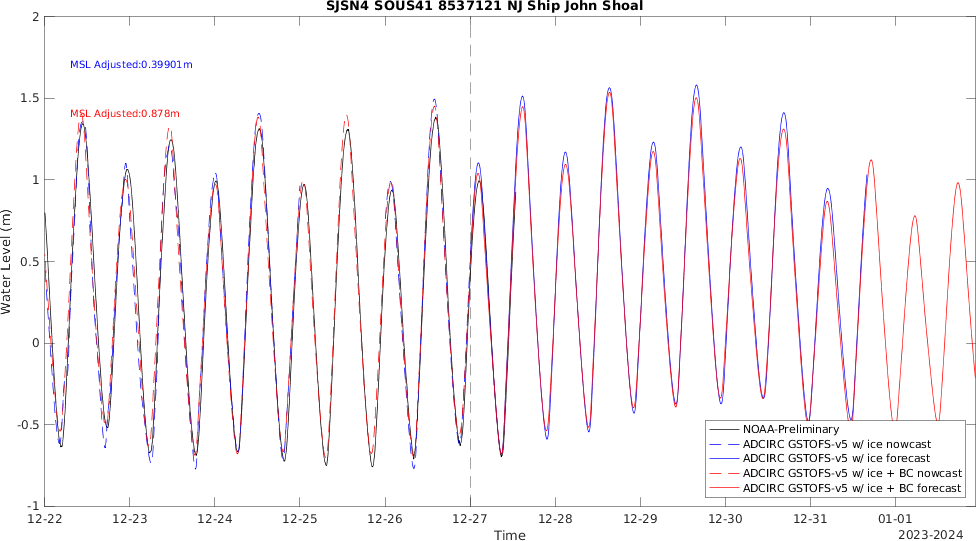 SJSN4 SOUS41 8537121 NJ Ship John Shoal
MSL Adjusted:0.39901m
MSL Adjusted:0.878m
2
1.5
1
0.5
0
-0.5
-1
Water Level (m)
NOAA-Preliminary
ADCIRC GSTOFS-v5 w/ ice nowcast
ADCIRC GSTOFS-v5 w/ ice forecast
ADCIRC GSTOFS-v5 w/ ice + BC nowcast
ADCIRC GSTOFS-v5 w/ ice + BC forecast
12-22 12-23 12-24 12-25 12-26 12-27 12-28 12-29 12-30 12-31 01-01
Time
2023-2024